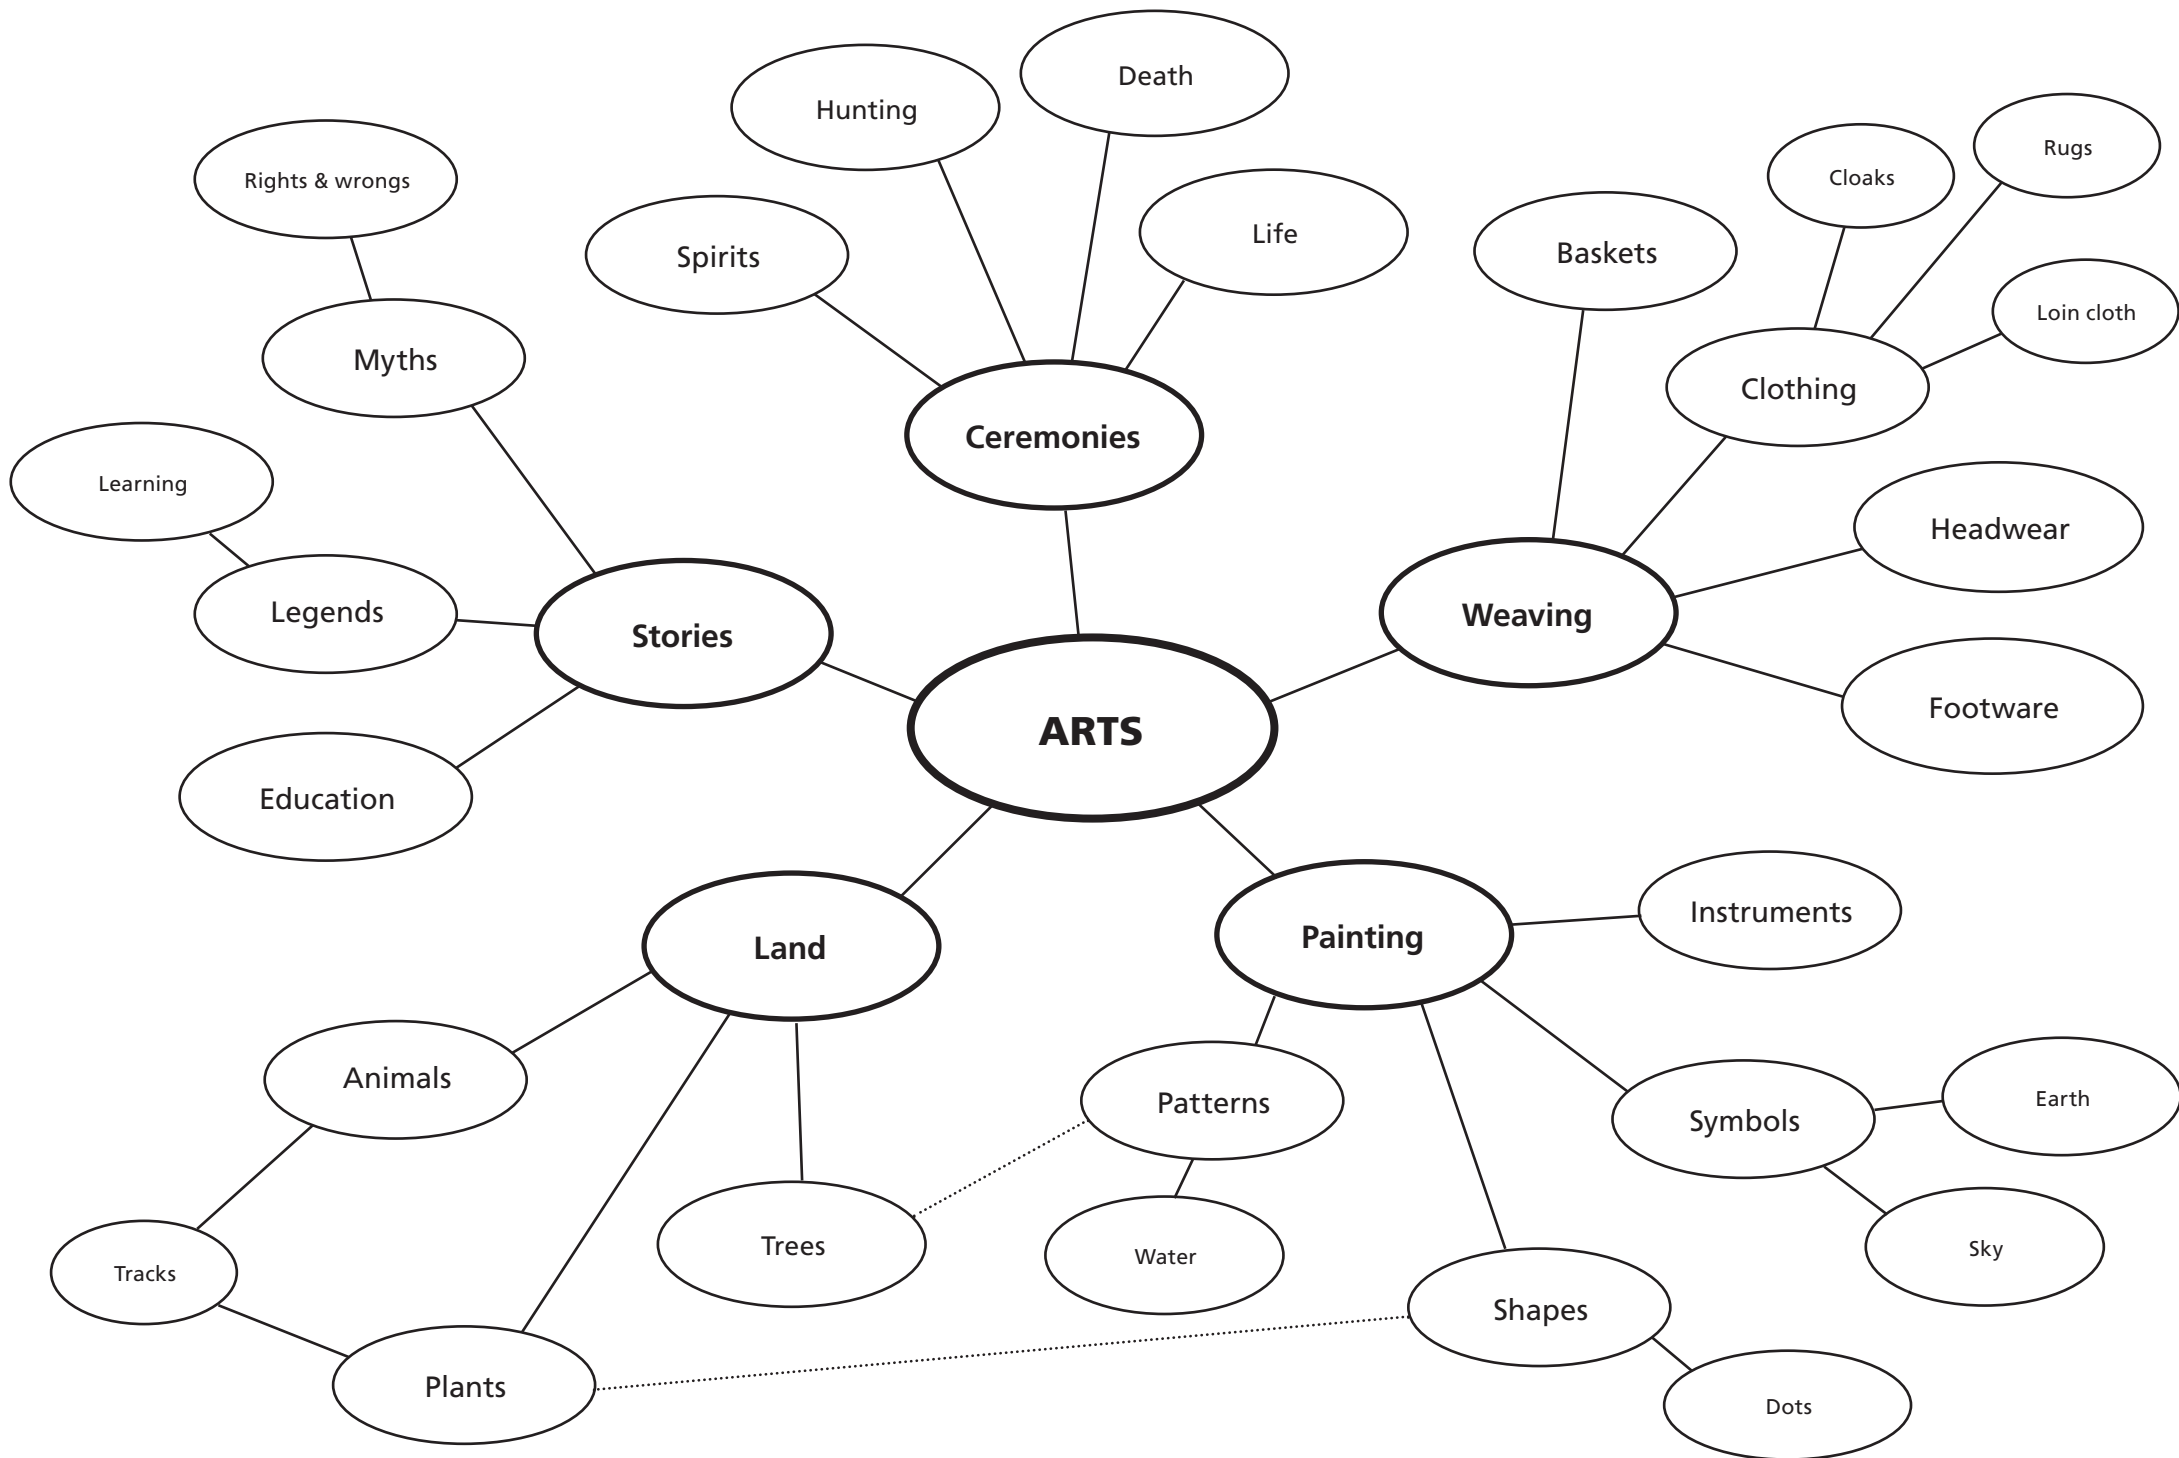 Death
Hunting
Rugs
Cloaks
Rights & wrongs
Life
Baskets
Spirits
Loin cloth
Myths
Clothing
Ceremonies
Learning
Headwear
Legends
Weaving
Stories
Footware
ARTS
Education
Instruments
Painting
Land
Animals
Earth
Patterns
Symbols
Trees
Sky
Water
Tracks
Shapes
Plants
Dots